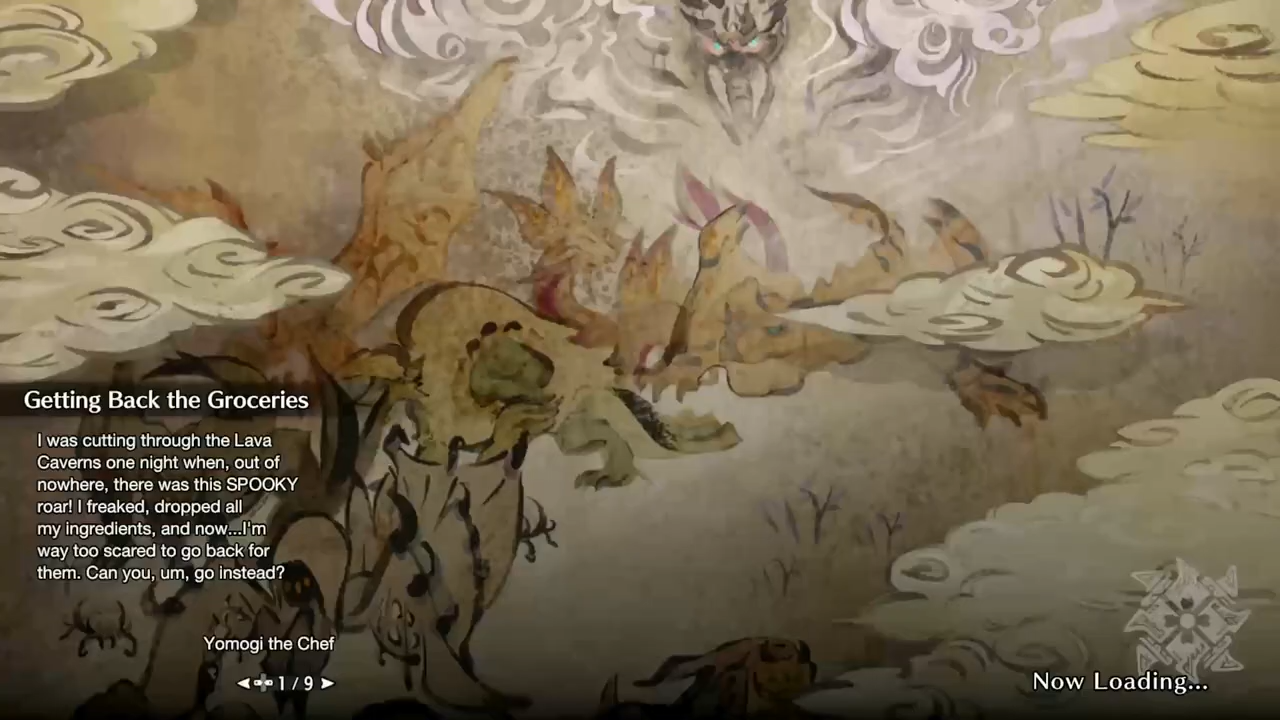 Getting Back the Groceries
I was cutting through the Lava
Caverns one night when, out of
nowhere, there was this SPOOKY
roar! I freaked, dropped all
my ingredients, and now...I'm
way too scared to go back for
them. Can you, um, go instead?
Yomogi the Chef
1 / 9
Now Loading...